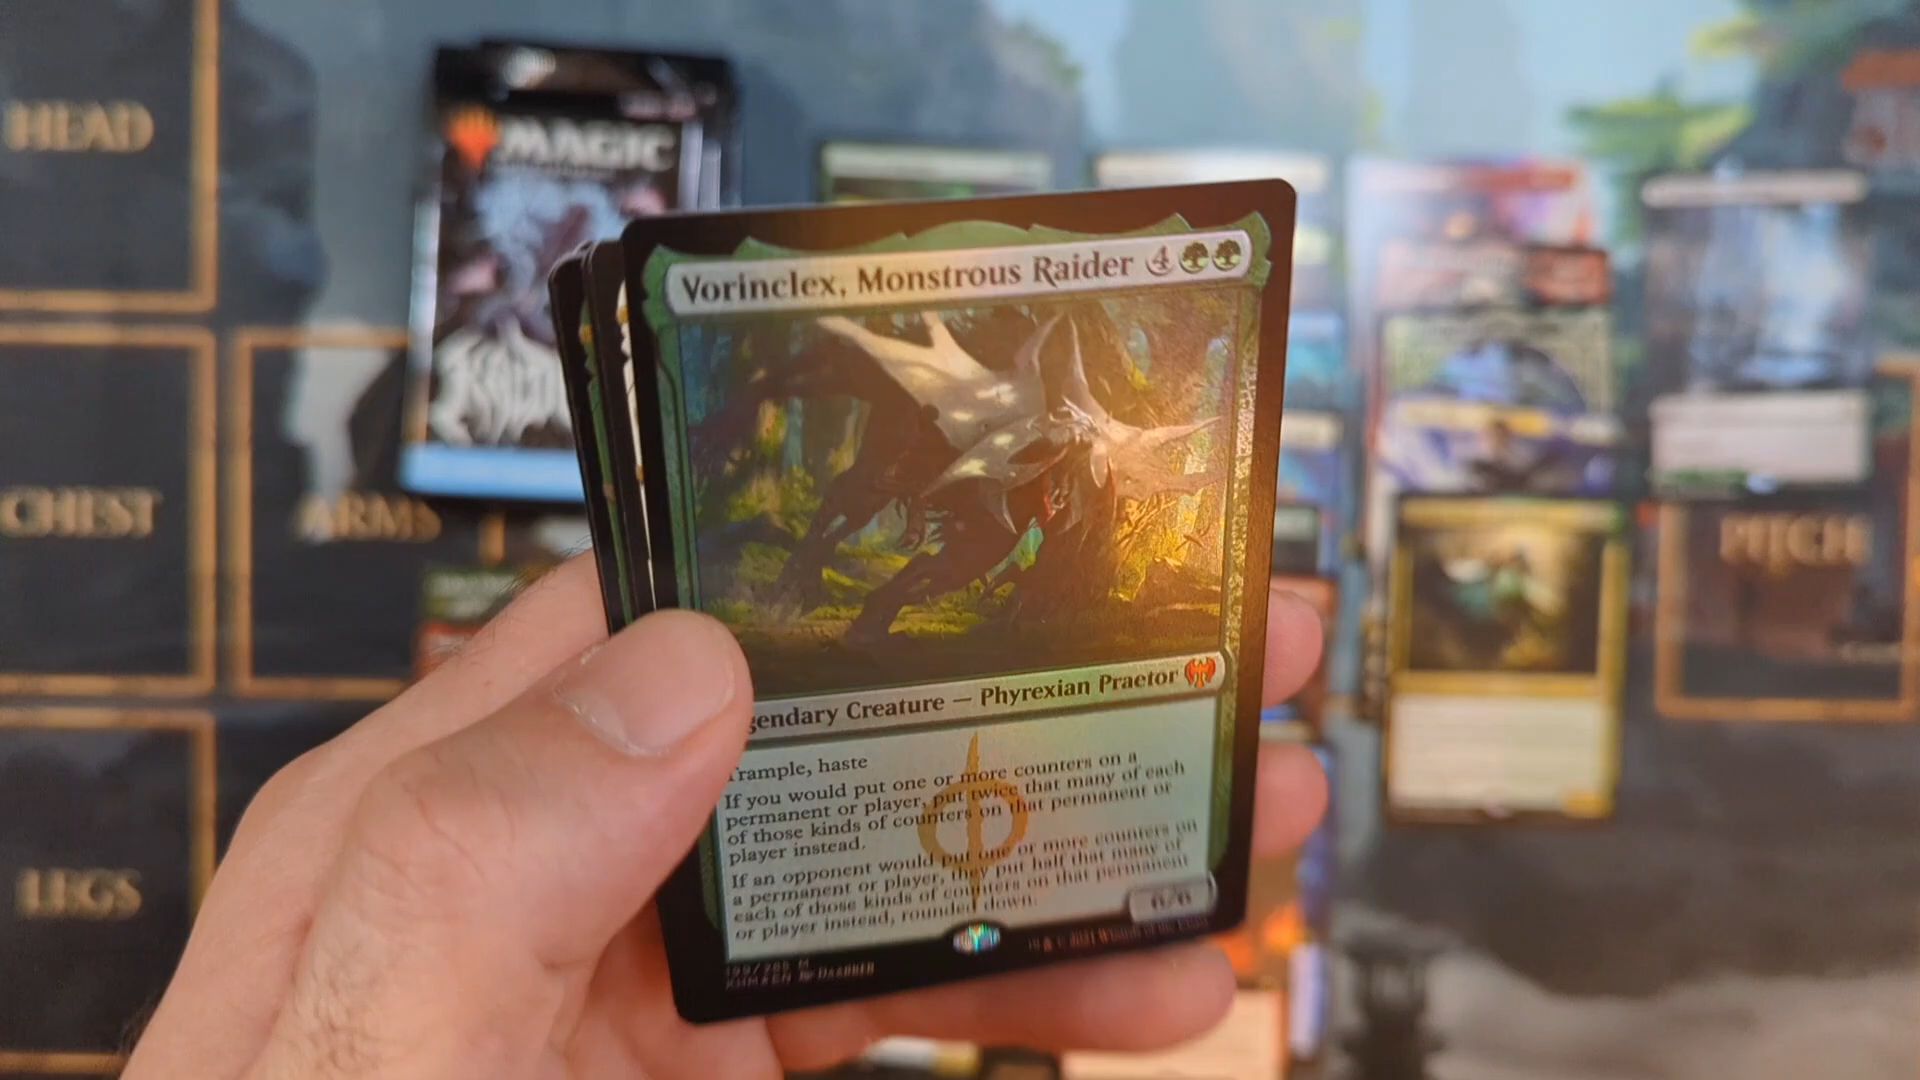 HEAD
MAGIC
CHEST
ARMS
PITCH
LEGS
Vorinclex, Monstrous Raider 4
gendary Creature — Phyrexian Praetor
Trample, haste
If you would put one or more counters on a
permanent or player, put twice that many of each
of those kinds of counters on that permanent or
player instead.
If an opponent would put one or more counters on
a permanent or player, they put half that many of
each of those kinds of counters on that permanent
or player instead, rounded down.
6/6